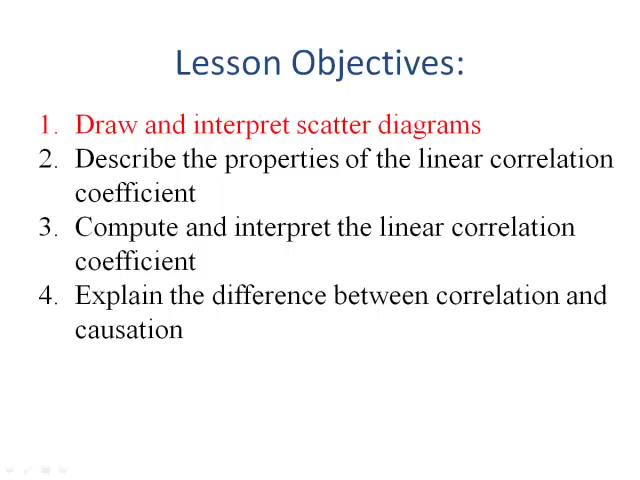 Lesson Objectives:
1. Draw and interpret scatter diagrams
2. Describe the properties of the linear correlation
coefficient
3. Compute and interpret the linear correlation
coefficient
4. Explain the difference between correlation and
causation